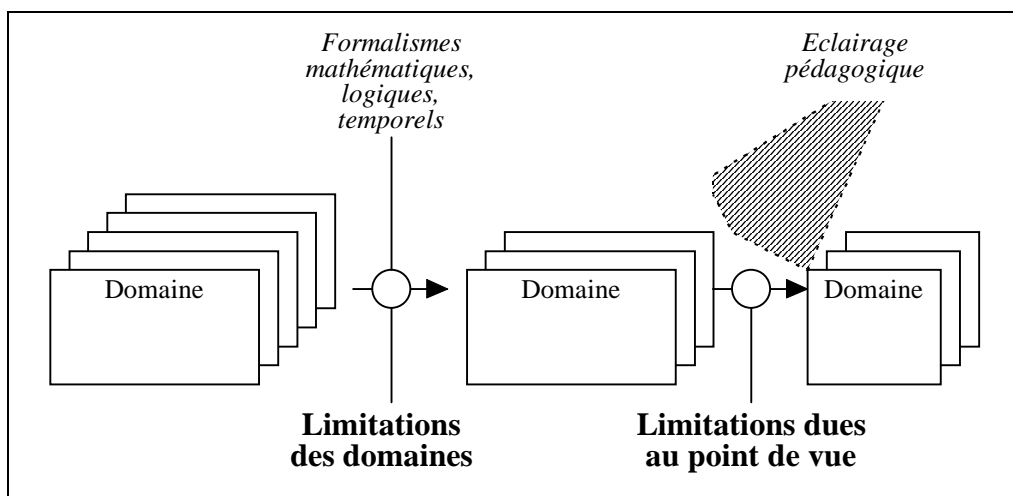 Formalismes
mathématiques,
logiques,
temporels
Eclairage
pédagogique
Domaine
Domaine
Domaine
Limitations
des domaines
Limitations dues
au point de vue